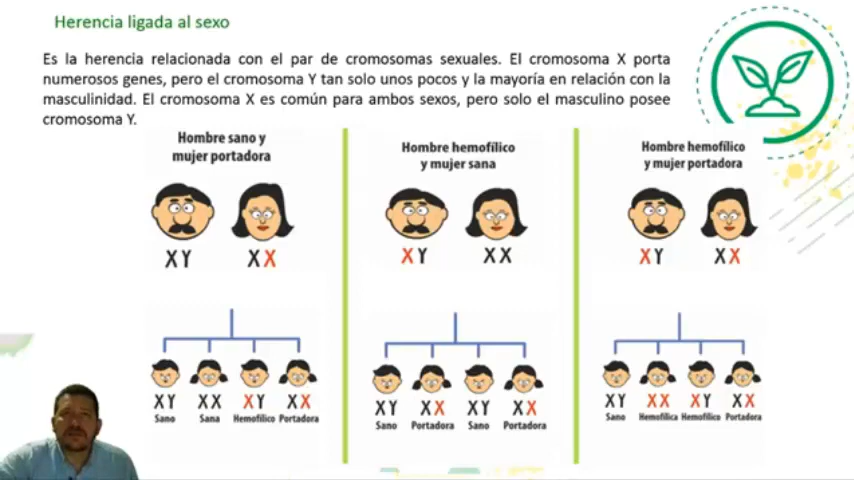 Herencia ligada al sexo
Es la herencia relacionada con el par de cromosomas sexuales. El cromosoma X porta
numerosos genes, pero el cromosoma Y tan solo unos pocos y la mayoría en relación con la
masculinidad. El cromosoma X es común para ambos sexos, pero solo el masculino posee
cromosoma Y.
Hombre sano y
mujer portadora
XY XX
XY XX XY XX
Sano Sana Hemofílico Portadora
Hombre hemofílico
y mujer sana
XY XX
XY XX XY XX
Sano Portadora Sano Portadora
Hombre hemofílico
y mujer portadora
XY XX
XY XX XY XX
Sano Hemofílica Hemofílico Portadora